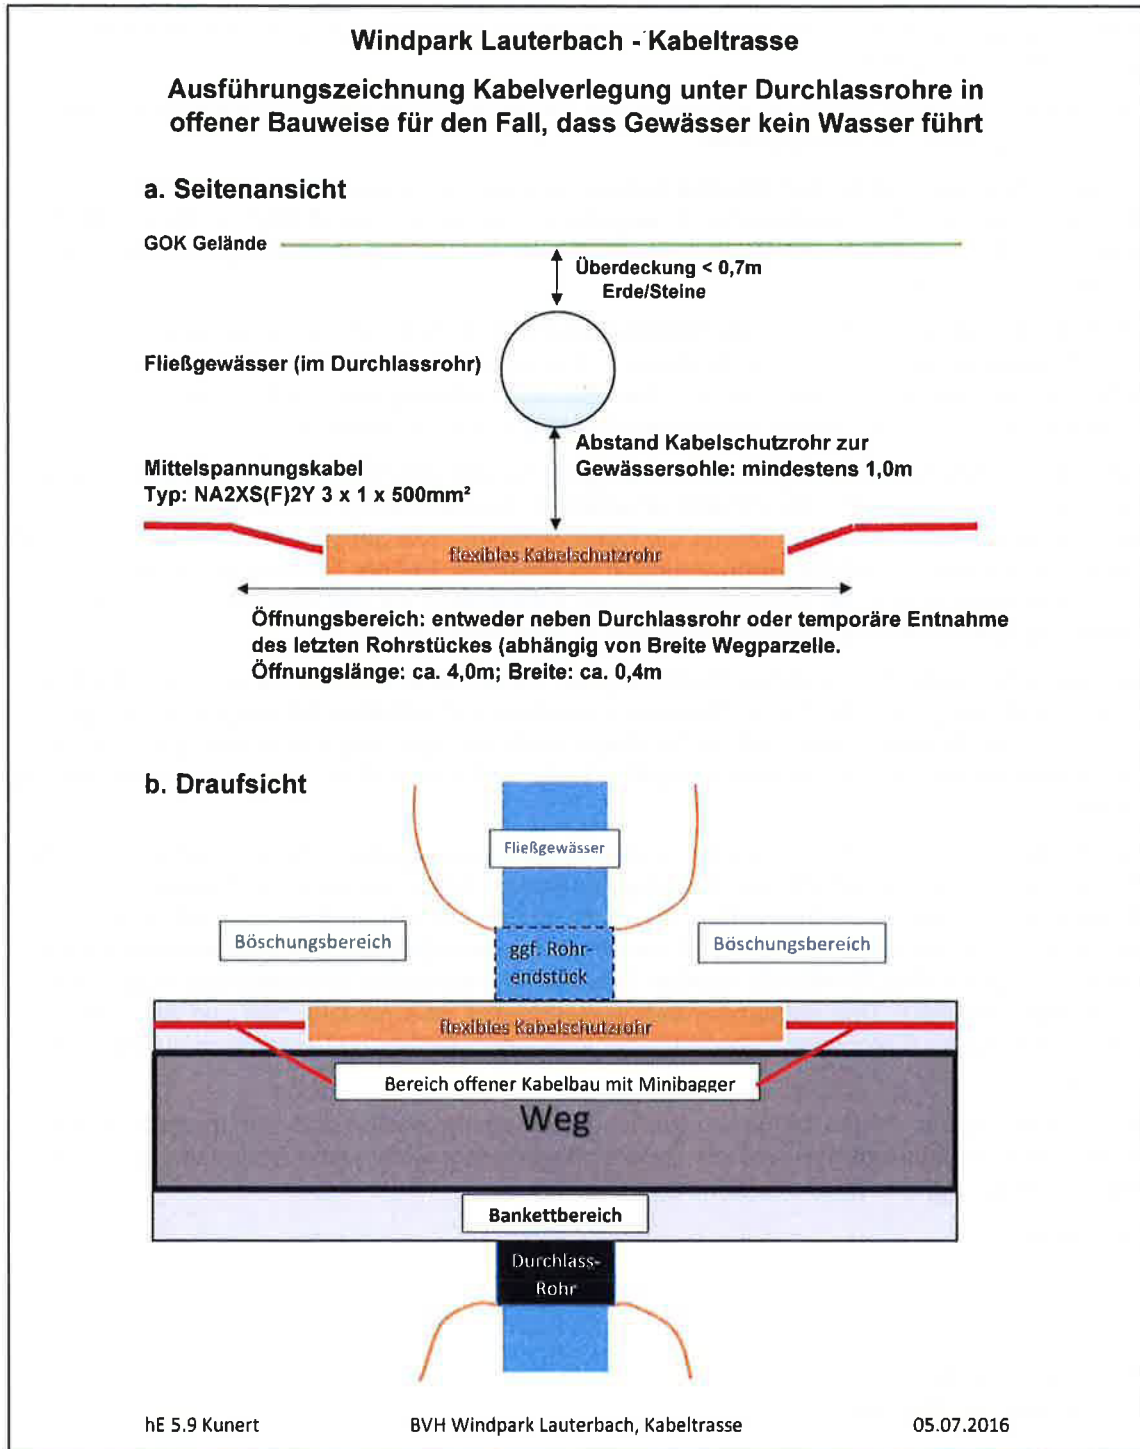 Windpark Lauterbach - Kabeltrasse
Ausführungszeichnung Kabelverlegung unter Durchlassrohre in
offener Bauweise für den Fall, dass Gewässer kein Wasser führt
a. Seitenansicht
GOK Gelände
Überdeckung < 0,7m
Erde/Steine
Fließgewässer (im Durchlassrohr)
Abstand Kabelschutzrohr zur
Gewässersohle: mindestens 1,0m
Mittelspannungskabel
Typ: NA2XS(F)2Y 3 x 1 x 500mm²
flexibles Kabelschutzrohr
Öffnungsbereich: entweder neben Durchlassrohr oder temporäre Entnahme
des letzten Rohrstückes (abhängig von Breite Wegparzelle.
Öffnungslänge: ca. 4,0m; Breite: ca. 0,4m
b. Draufsicht
Fließgewässer
Böschungsbereich
ggf. Rohr-
endstück
Böschungsbereich
flexibles Kabelschutzrohr
Bereich offener Kabelbau mit Minibagger
Weg
Bankettbereich
Durchlass-
Rohr
hE 5.9 Kunert
BVH Windpark Lauterbach, Kabeltrasse
05.07.2016